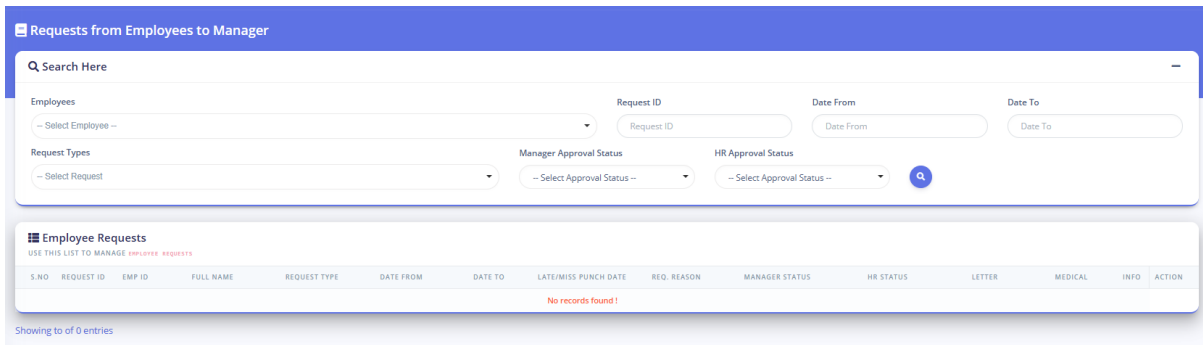 Requests from Employees to Manager
Search Here
Employees Request ID Date From Date To
-- Select Employee -- Request ID Date From Date To
Request Types Manager Approval Status HR Approval Status
-- Select Request -- Select Approval Status -- -- Select Approval Status --
Employee Requests
USE THIS LIST TO MANAGE EMPLOYEE REQUESTS
S.NO REQUEST ID EMP ID FULL NAME REQUEST TYPE DATE FROM DATE TO LATE/MISS PUNCH DATE REQ. REASON MANAGER STATUS HR STATUS LETTER MEDICAL INFO ACTION
No records found !
Showing to of 0 entries